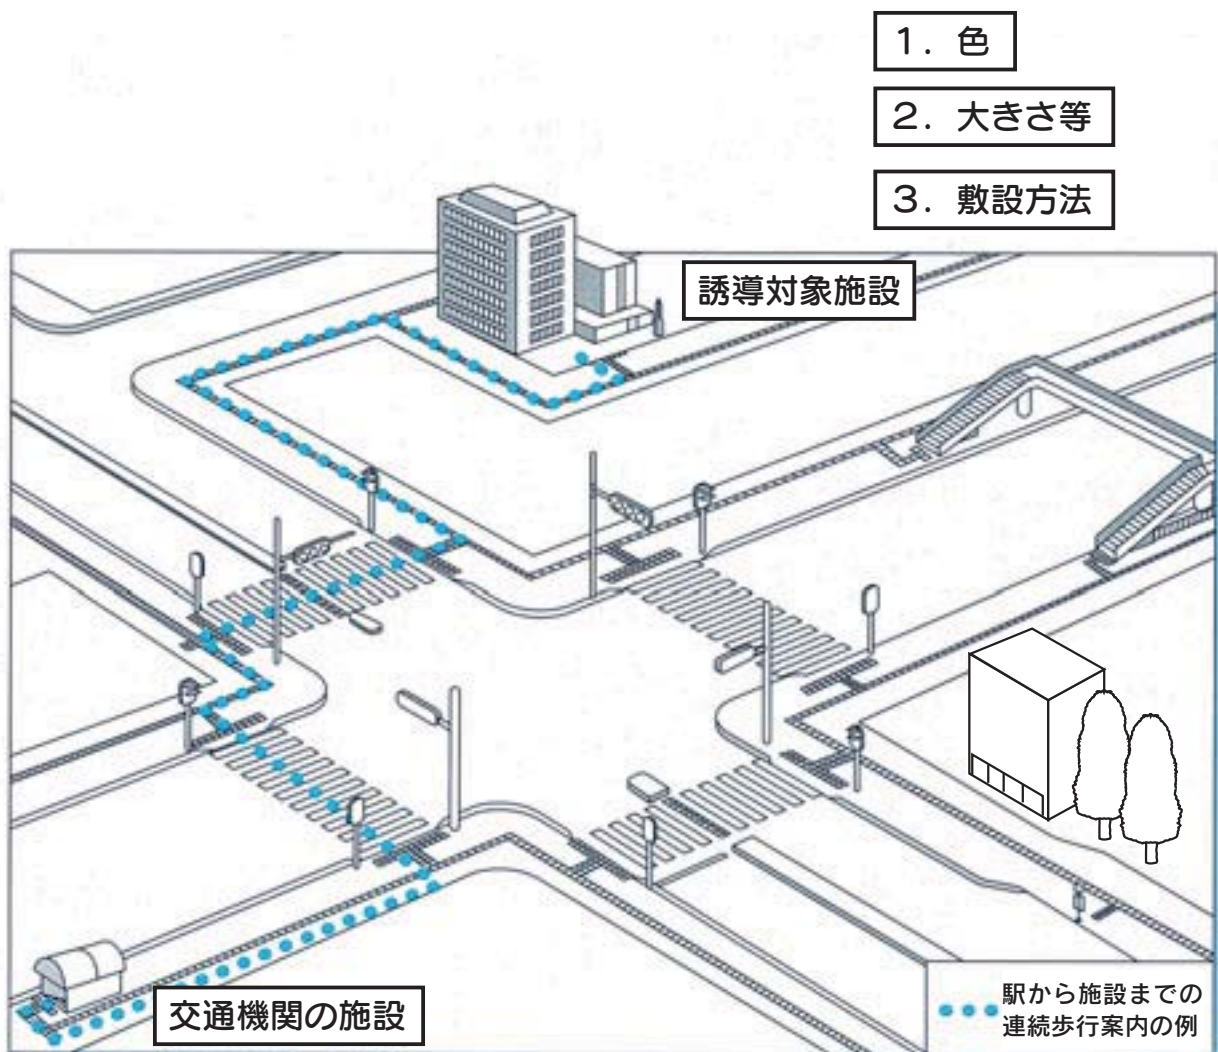 １．色
２．大きさ等
３．敷設方法
誘導対象施設
交通機関の施設
駅から施設までの
連続歩行案内の例